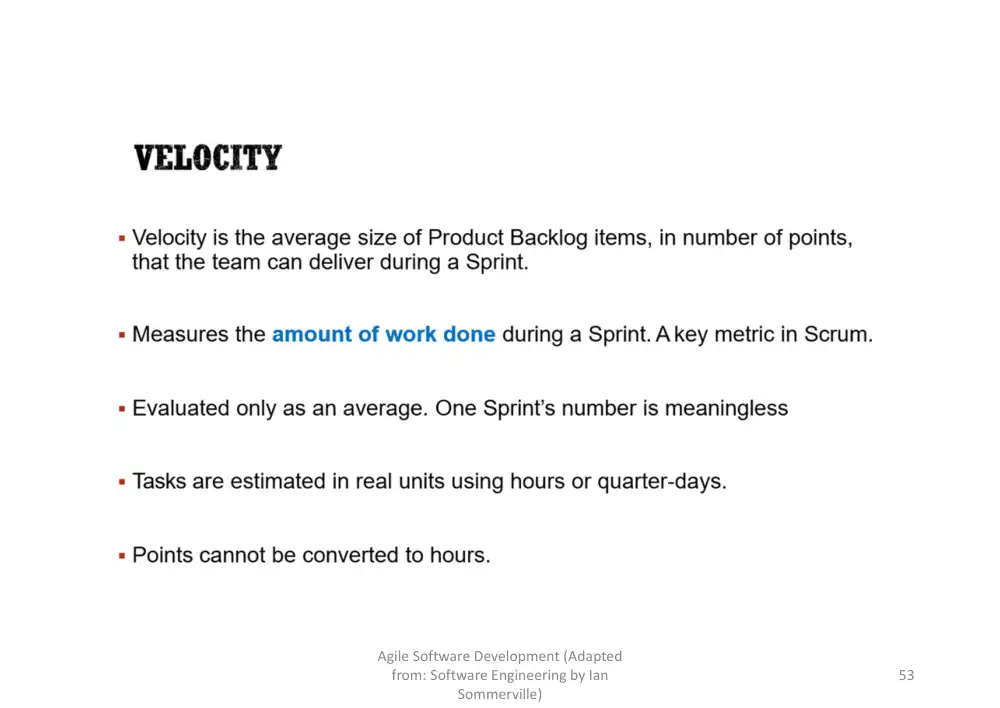 VELOCITY
▪ Velocity is the average size of Product Backlog items, in number of points,
that the team can deliver during a Sprint.
▪ Measures the amount of work done during a Sprint. A key metric in Scrum.
▪ Evaluated only as an average. One Sprint’s number is meaningless
▪ Tasks are estimated in real units using hours or quarter-days.
▪ Points cannot be converted to hours.
Agile Software Development (Adapted
from: Software Engineering by Ian
Sommerville)
53